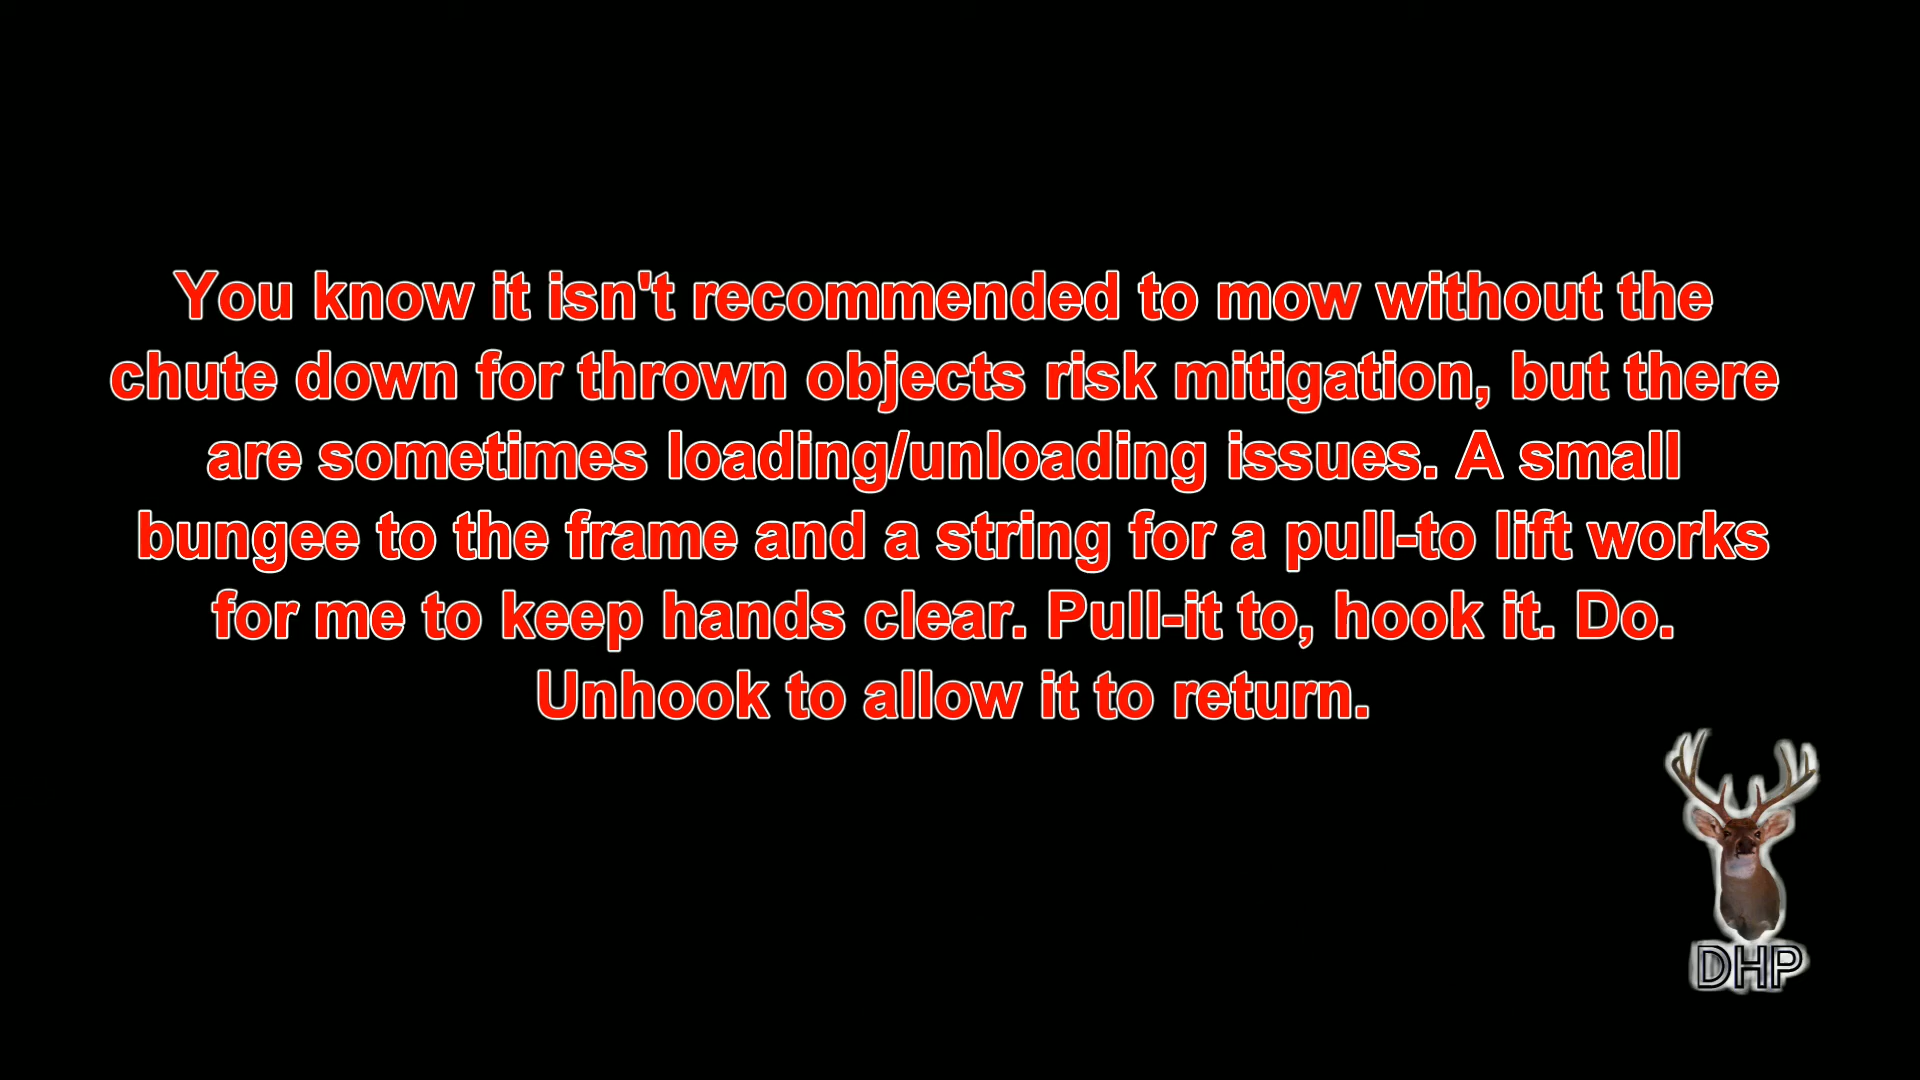 You know it isn't recommended to mow without the
chute down for thrown objects risk mitigation, but there
are sometimes loading/unloading issues. A small
bungee to the frame and a string for a pull-to lift works
for me to keep hands clear. Pull-it to, hook it. Do.
Unhook to allow it to return.
DHP